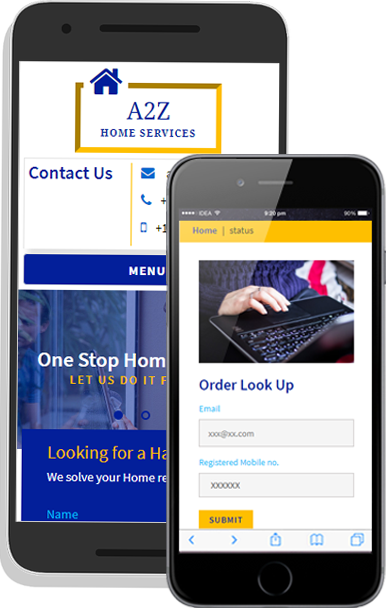 A2Z
HOME SERVICES
Contact Us
MENU
One Stop Hom
LET US DO IT F
Looking for a Ha
We solve your Home re
Name
IDEA
9:20 pm
90%
Home | status
Order Look Up
Email
xxx@xx.com
Registered Mobile no.
XXXXXX
SUBMIT